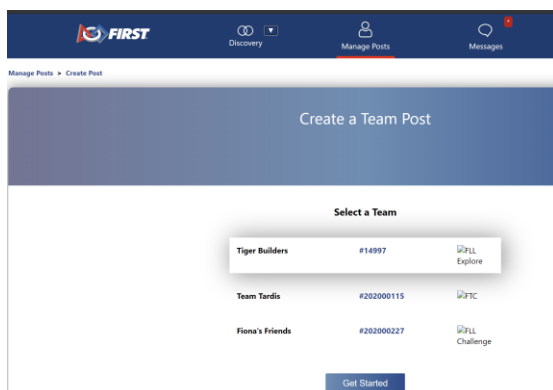 FIRST
Discovery
Manage Posts
Messages
Manage Posts > Create Post
Create a Team Post
Select a Team
Tiger Builders #14997 FLL
Explore
Team Tardis #202000115 FTC
Fiona's Friends #202000227 FLL
Challenge
Get Started